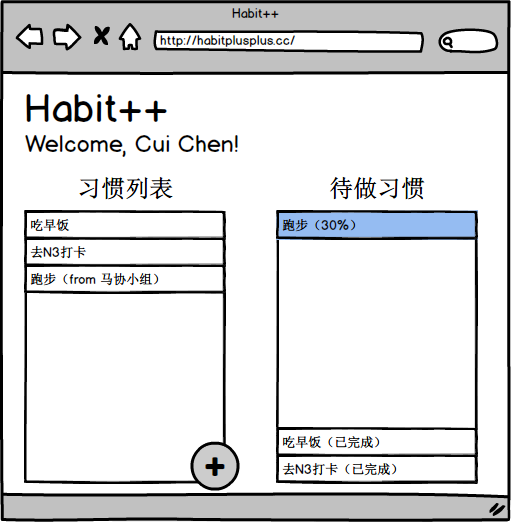 Habit++
http://habitplusplus.cc/
Habit++
Welcome, Cui Chen!
习惯列表
吃早饭
去N3打卡
跑步（from 马协小组）
待做习惯
跑步（30%）
吃早饭（已完成）
去N3打卡（已完成）